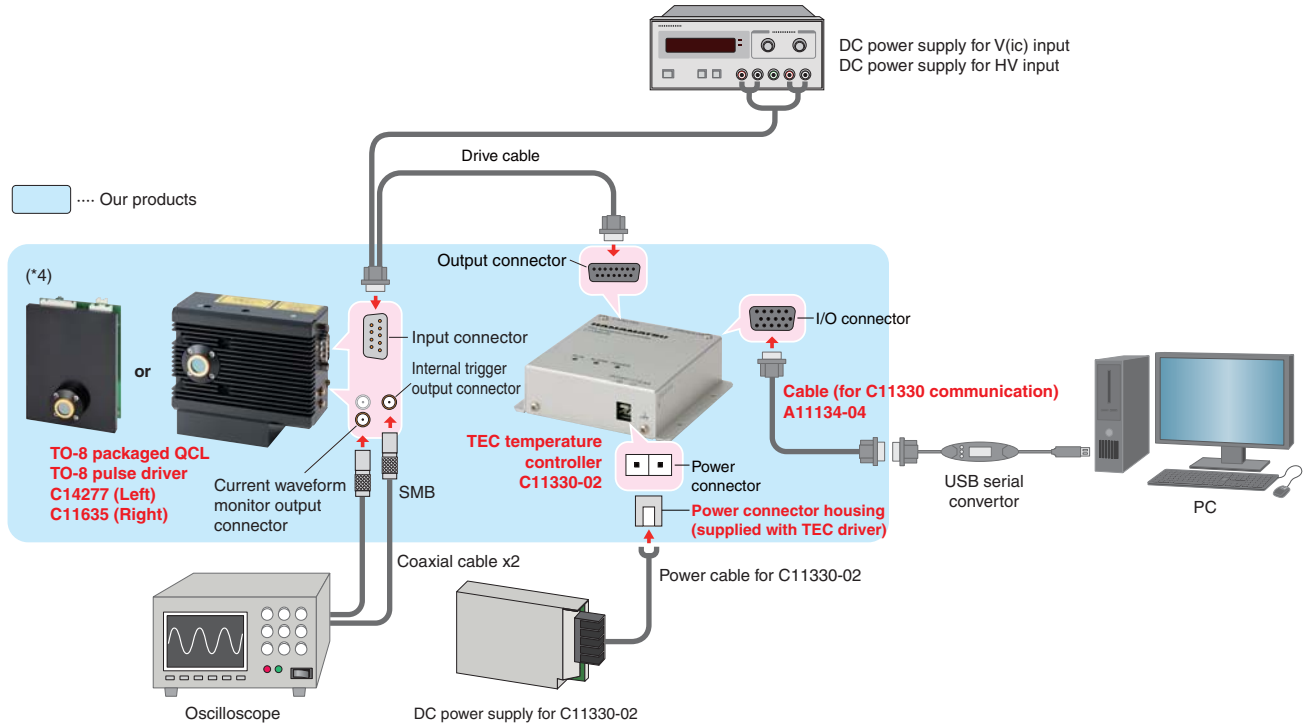 DC power supply for V(ic) input
DC power supply for HV input
Drive cable
···· Our products
(*4)
Output connector
HAMAMATSU
I/O connector
Input connector
or
Internal trigger
output connector
Cable (for C11330 communication)
A11134-04
TO-8 packaged QCL
TO-8 pulse driver
C14277 (Left)
C11635 (Right)
Current waveform
monitor output
connector
SMB
TEC temperature
controller
C11330-02
Power
connector
Power connector housing
(supplied with TEC driver)
USB serial
convertor
PC
Coaxial cable x2
Power cable for C11330-02
Oscilloscope
DC power supply for C11330-02